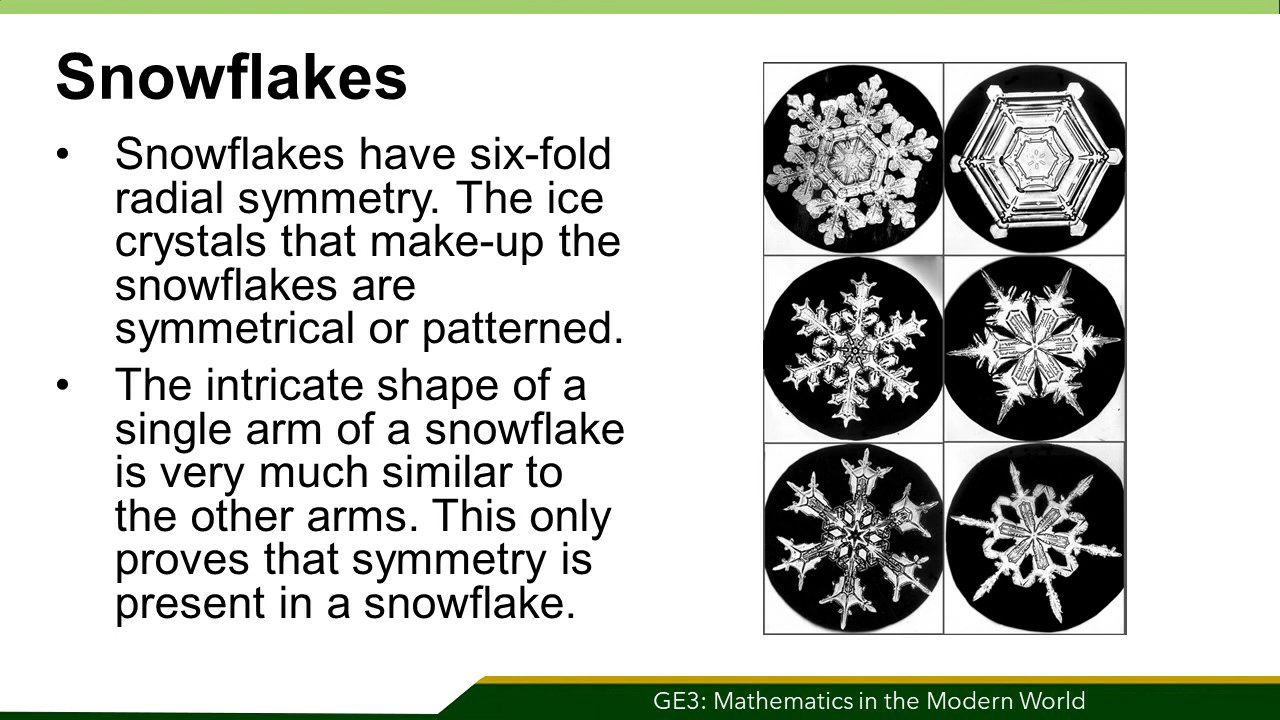 Snowflakes
• Snowflakes have six-fold
radial symmetry. The ice
crystals that make-up the
snowflakes are
symmetrical or patterned.
• The intricate shape of a
single arm of a snowflake
is very much similar to
the other arms. This only
proves that symmetry is
present in a snowflake.
GE3: Mathematics in the Modern World